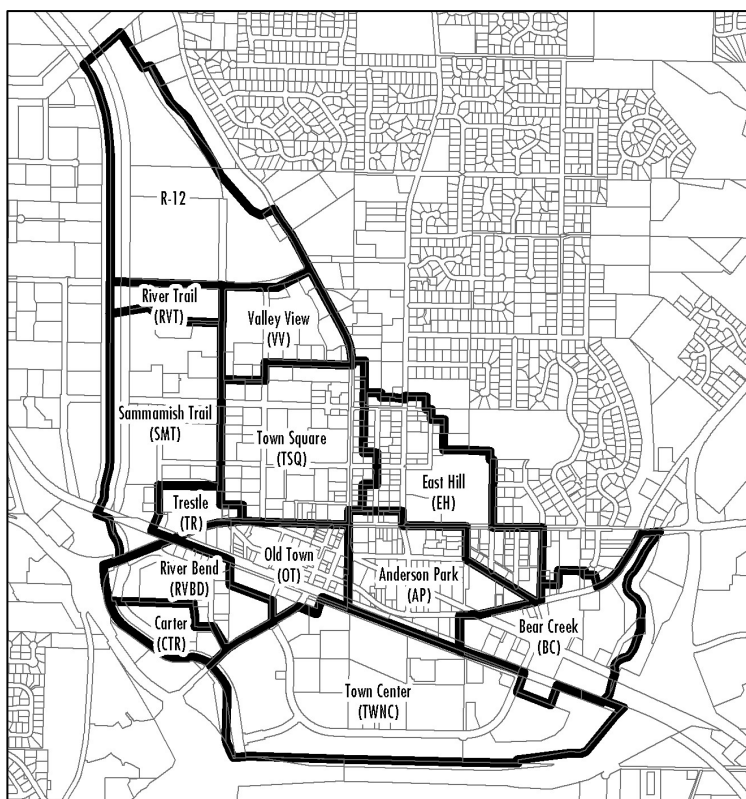 R-12
River Trail
(RVT)
Valley View
(VV)
Sammamish Trail
(SMT)
Town Square
(TSQ)
East Hill
(EH)
Trestle
(TR)
Old Town
(OT)
River Bend
(RVBD)
Anderson Park
(AP)
Carter
(CTR)
Bear Creek
(BC)
Town Center
(TWNC)